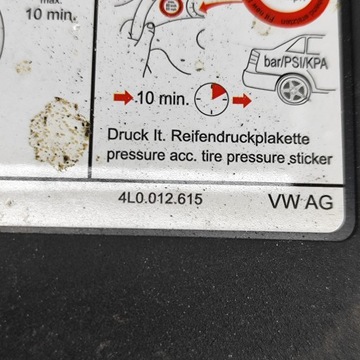 max.
10 min.
bar/PSI/KPA
10 min.
Druck lt. Reifendruckplakette
pressure acc. tire pressure sticker
4L0.012.615
VW AG